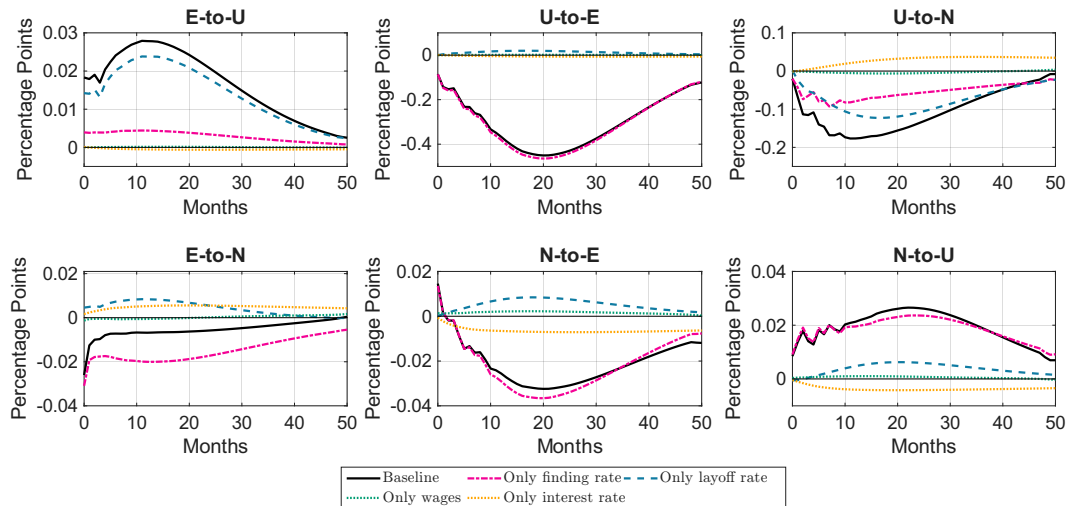 E-to-U
U-to-E
U-to-N
Percentage Points
0.03
0.02
0.01
0
0 10 20 30 40 50
Months
Percentage Points
0
-0.2
-0.4
0 10 20 30 40 50
Months
Percentage Points
0.1
0
-0.1
-0.2
0 10 20 30 40 50
Months
E-to-N
N-to-E
N-to-U
Percentage Points
0.02
0
-0.02
-0.04
0 10 20 30 40 50
Months
Percentage Points
0.02
0
-0.02
-0.04
0 10 20 30 40 50
Months
Percentage Points
0.04
0.02
0
0 10 20 30 40 50
Months
Baseline Only finding rate Only layoff rate
Only wages Only interest rate